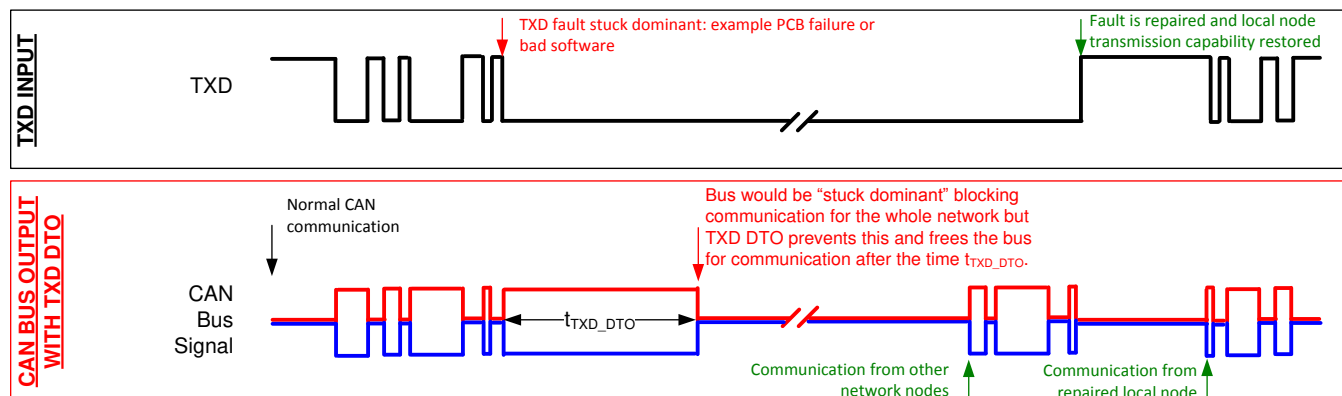 TXD INPUT
TXD fault stuck dominant: example PCB failure or
bad software
Fault is repaired and local node
transmission capability restored
TXD
CAN BUS OUTPUT
WITH TXD DTO
Normal CAN
communication
Bus would be “stuck dominant” blocking
communication for the whole network but
TXD DTO prevents this and frees the bus
for communication after the time tTXD_DTO.
CAN
Bus
Signal
tTXD_DTO
Communication from other
network nodes
Communication from
repaired local node